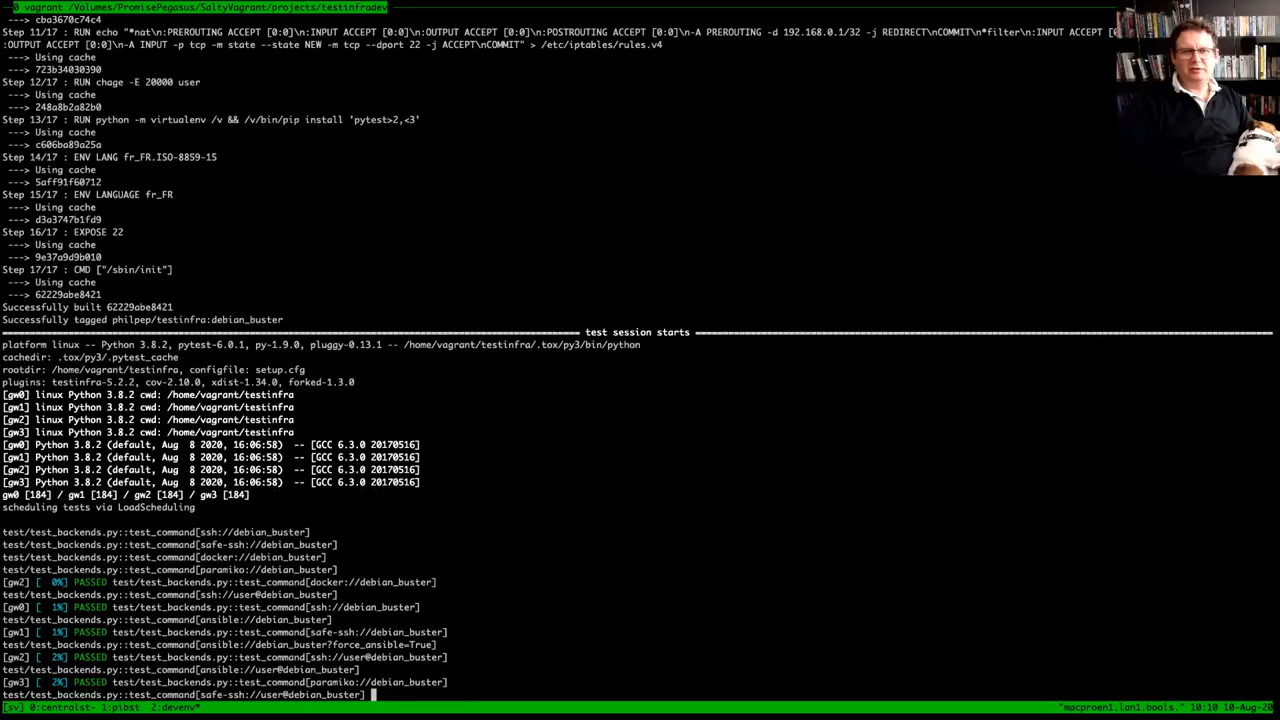 0 vagrant /Volumes/PromisePegasus/SaltyVagrant/projects/testinfradev
---> cba3670c74c4
Step 11/17 : RUN echo "*nat\n:PREROUTING ACCEPT [0:0]\n:INPUT ACCEPT [0:0]\n:OUTPUT ACCEPT [0:0]\n:POSTROUTING ACCEPT [0:0]\n-A PREROUTING -d 192.168.0.1/32 -j REDIRECT\nCOMMIT\n*filter\n:INPUT ACCEPT [0
:OUTPUT ACCEPT [0:0]\n-A INPUT -p tcp -m state --state NEW -m tcp --dport 22 -j ACCEPT\nCOMMIT" > /etc/iptables/rules.v4
---> Using cache
---> 723b34030390
Step 12/17 : RUN chage -E 20000 user
---> Using cache
---> 248a8b2a82b0
Step 13/17 : RUN python -m virtualenv /v && /v/bin/pip install 'pytest>2,<3'
---> Using cache
---> c606ba89a25a
Step 14/17 : ENV LANG fr_FR.ISO-8859-15
---> Using cache
---> 5aff91f60712
Step 15/17 : ENV LANGUAGE fr_FR
---> Using cache
---> d3a3747b1fd9
Step 16/17 : EXPOSE 22
---> Using cache
---> 9e37a9d9b010
Step 17/17 : CMD ["/sbin/init"]
---> Using cache
---> 62229abe8421
Successfully built 62229abe8421
Successfully tagged philpep/testinfra:debian_buster
test session starts
platform linux -- Python 3.8.2, pytest-6.0.1, py-1.9.0, pluggy-0.13.1 -- /home/vagrant/testinfra/.tox/py3/bin/python
cachedir: .tox/py3/.pytest_cache
rootdir: /home/vagrant/testinfra, configfile: setup.cfg
plugins: testinfra-5.2.2, cov-2.10.0, xdist-1.34.0, forked-1.3.0
[gw0] linux Python 3.8.2 cwd: /home/vagrant/testinfra
[gw1] linux Python 3.8.2 cwd: /home/vagrant/testinfra
[gw2] linux Python 3.8.2 cwd: /home/vagrant/testinfra
[gw3] linux Python 3.8.2 cwd: /home/vagrant/testinfra
[gw0] Python 3.8.2 (default, Aug  8 2020, 16:06:58)  -- [GCC 6.3.0 20170516]
[gw1] Python 3.8.2 (default, Aug  8 2020, 16:06:58)  -- [GCC 6.3.0 20170516]
[gw2] Python 3.8.2 (default, Aug  8 2020, 16:06:58)  -- [GCC 6.3.0 20170516]
[gw3] Python 3.8.2 (default, Aug  8 2020, 16:06:58)  -- [GCC 6.3.0 20170516]
gw0 [184] / gw1 [184] / gw2 [184] / gw3 [184]
scheduling tests via LoadScheduling
test/test_backends.py::test_command[ssh://debian_buster]
test/test_backends.py::test_command[safe-ssh://debian_buster]
test/test_backends.py::test_command[docker://debian_buster]
test/test_backends.py::test_command[paramiko://debian_buster]
[gw2] [  0%] PASSED test/test_backends.py::test_command[docker://debian_buster]
test/test_backends.py::test_command[ssh://user@debian_buster]
[gw0] [  1%] PASSED test/test_backends.py::test_command[ssh://debian_buster]
test/test_backends.py::test_command[ansible://debian_buster]
[gw1] [  1%] PASSED test/test_backends.py::test_command[safe-ssh://debian_buster]
test/test_backends.py::test_command[ansible://debian_buster?force_ansible=True]
[gw2] [  2%] PASSED test/test_backends.py::test_command[ssh://user@debian_buster]
test/test_backends.py::test_command[ansible://user@debian_buster]
[gw3] [  2%] PASSED test/test_backends.py::test_command[paramiko://debian_buster]
test/test_backends.py::test_command[safe-ssh://user@debian_buster]
[sv] 0:centralst- 1:pibst  2:devenv* "macproen1.lan1.bools." 10:10 10-Aug-20